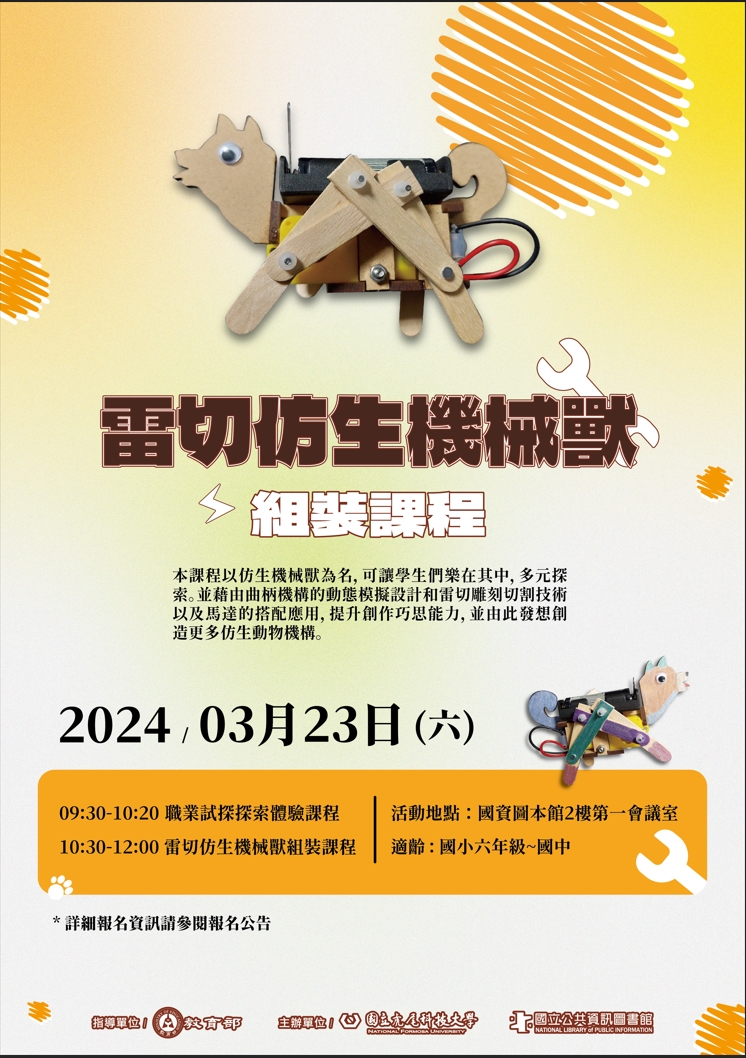 雷切仿生機械獸
組裝課程
本課程以仿生機械獸為名，可讓學生們樂在其中，多元探
索。並藉由曲柄機構的動態模擬設計和雷切雕刻切割技術
以及馬達的搭配應用，提升創作巧思能力，並由此發想創
造更多仿生動物機構。
2024 / 03月23日 (六)
09:30-10:20 職業試探探索體驗課程
10:30-12:00 雷切仿生機械獸組裝課程
活動地點：國資圖本館2樓第一會議室
適齡：國小六年級~國中
* 詳細報名資訊請參閱報名公告
指導單位 / 教育部 主辦單位 / 國立虎尾科技大學 國立公共資訊圖書館
NATIONAL FORMOSA UNIVERSITY NATIONAL LIBRARY of PUBLIC INFORMATION